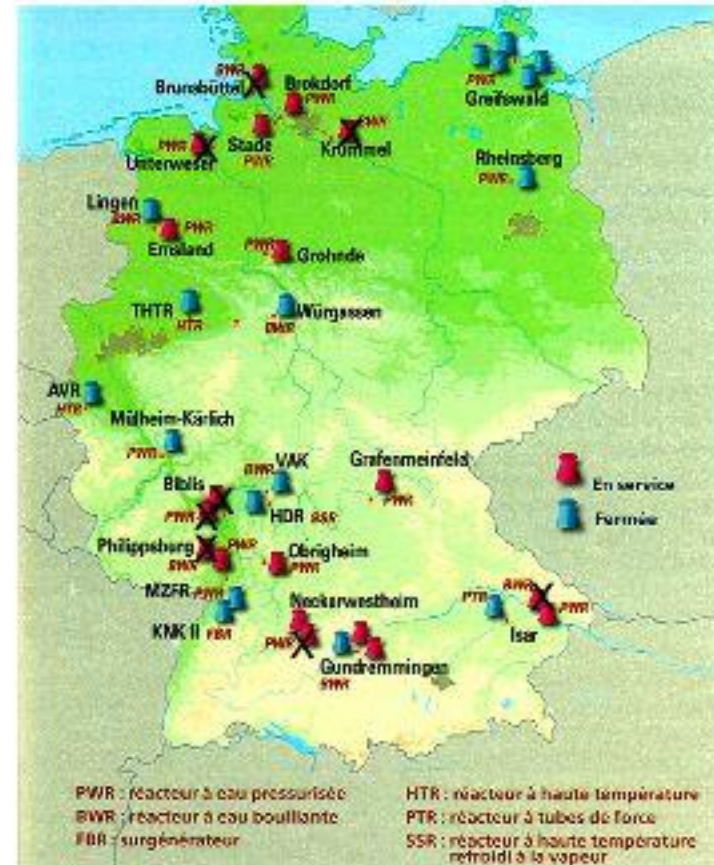 BWR
Brunsbüttel
Brokdorf
PWR
PWR
Greifswald
PWR
Unterweser
Stade
PWR
PWR
Krümmel
Rheinsberg
PWR
Lingen
BWR
PWR
Emsland
PWR
Grohnde
THTR
HTR
Würgassen
BWR
AVR
HTR
Mülheim-Kärlich
PWR
BWR
VAK
Grafenmeinfeld
PWR
Biblis
PWR
HDR
SSR
En service
Fermée
Philippsburg
PWR
BWR
Obrigheim
PWR
MZFR
PWR
KNK II
FBR
Neckarwestheim
PWR
Gundremmingen
BWR
PTR
BWR
PWR
Isar
PWR : réacteur à eau pressurisée
BWR : réacteur à eau bouillante
FBR : surgénérateur
HTR : réacteur à haute température
PTR : réacteur à tubes de force
SSR : réacteur à haute température
refroidi à la vapeur